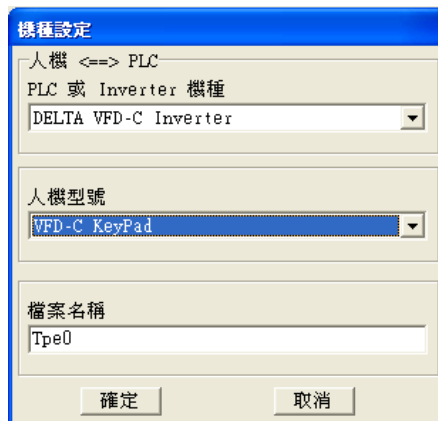 機種設定
人機 <==> PLC
PLC 或 Inverter 機種
DELTA VFD-C Inverter
人機型號
VFD-C KeyPad
檔案名稱
Tpe0
確定 取消